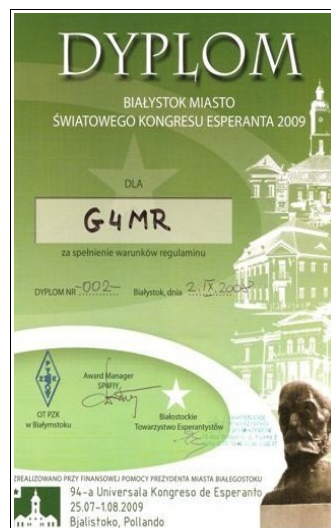 DYPLOM
BIAŁYSTOK MIASTO
ŚWIATOWEGO KONGRESU ESPERANTA 2009
DLA
G4MR
za spełnienie warunków regulaminu
DYPLOM NR -002- Białystok, dnia 2.IX.2009
OT PZK
w Białymstoku
Award Manager
SP4FIY,
Białostockie
Towarzystwo Esperantystów
ZREALIZOWANO PRZY FINANSOWEJ POMOCY PREZYDENTA MIASTA BIAŁEGOSTOKU
94-a Universala Kongreso de Esperanto
25.07-1.08.2009
Bjalistoko, Pollando